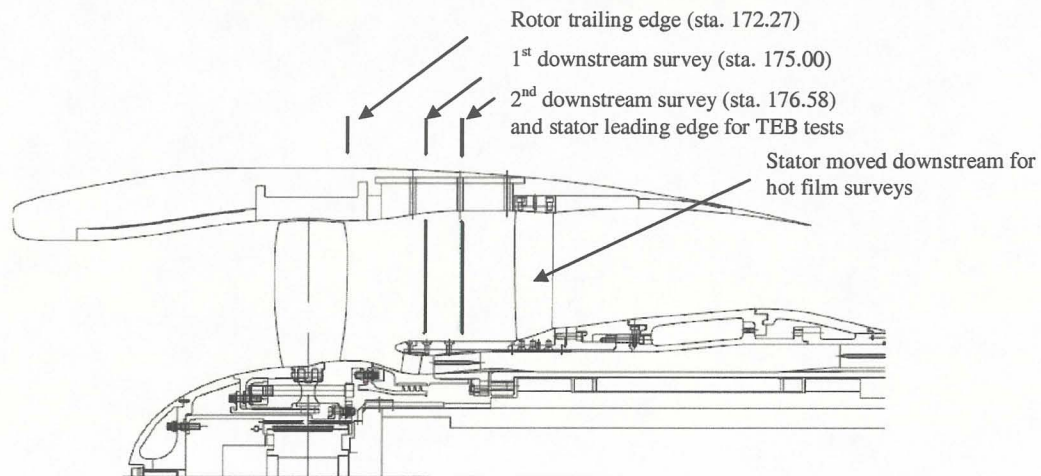 Rotor trailing edge (sta. 172.27)
1st downstream survey (sta. 175.00)
2nd downstream survey (sta. 176.58)
and stator leading edge for TEB tests
Stator moved downstream for
hot film surveys